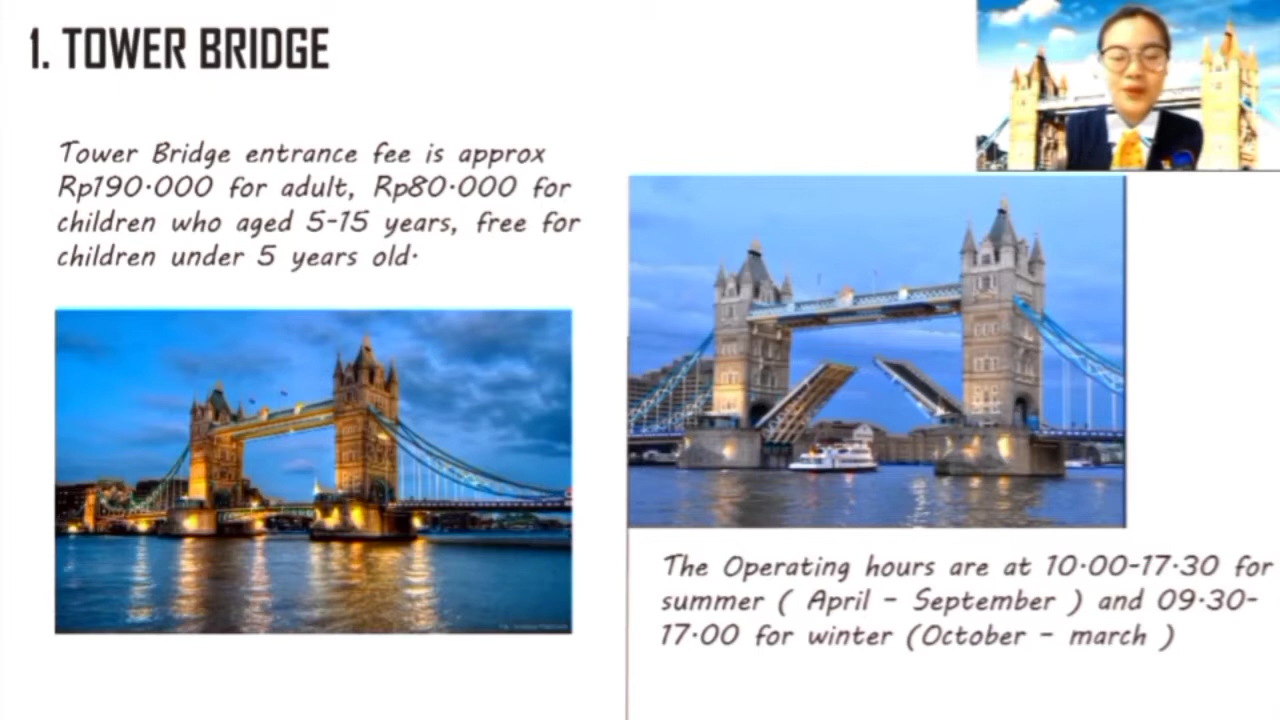 1. TOWER BRIDGE
Tower Bridge entrance fee is approx
Rp190.000 for adult, Rp80.000 for
children who aged 5-15 years, free for
children under 5 years old.
The Operating hours are at 10.00-17.30 for
summer ( April - September ) and 09.30-
17.00 for winter (October - march )